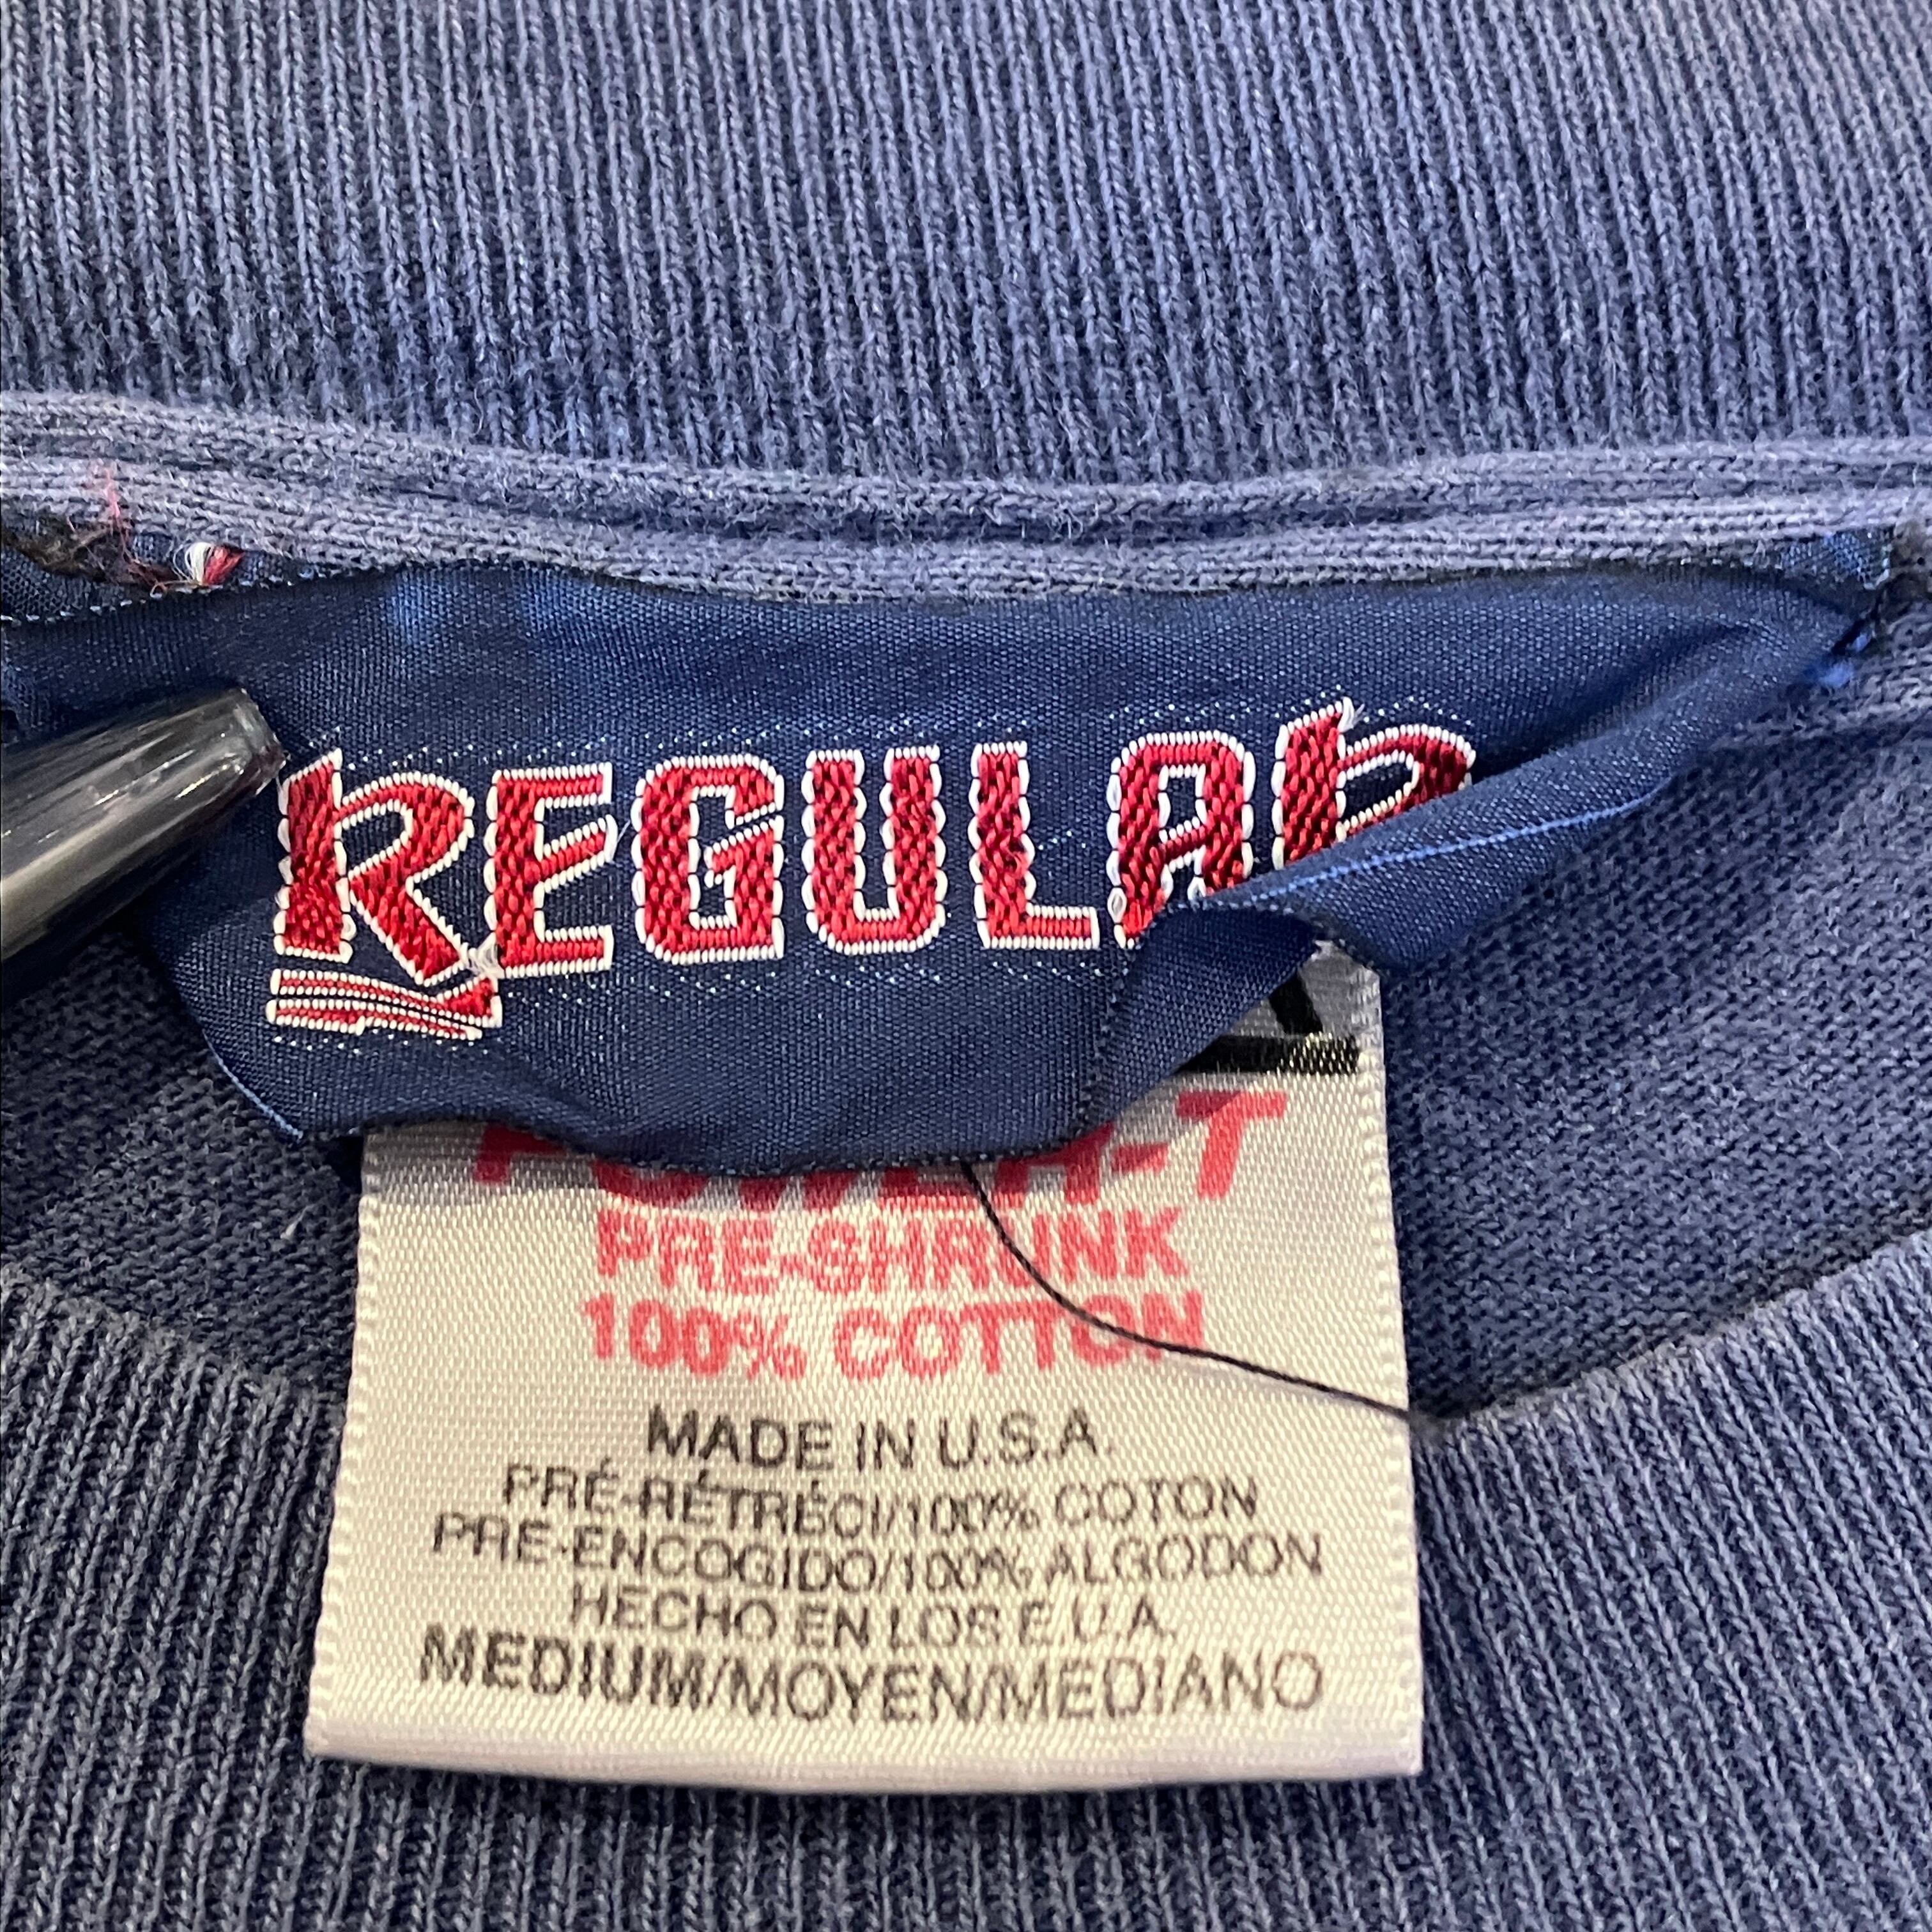 REGULAR
POWER-T
PRE-SHRUNK
100% COTTON
MADE IN U.S.A.
PRÉ-RÉTRÉCI/100% COTON
PRE-ENCOGIDO/100% ALGODON
HECHO EN LOS E.U.A.
MEDIUM/MOYEN/MEDIANO